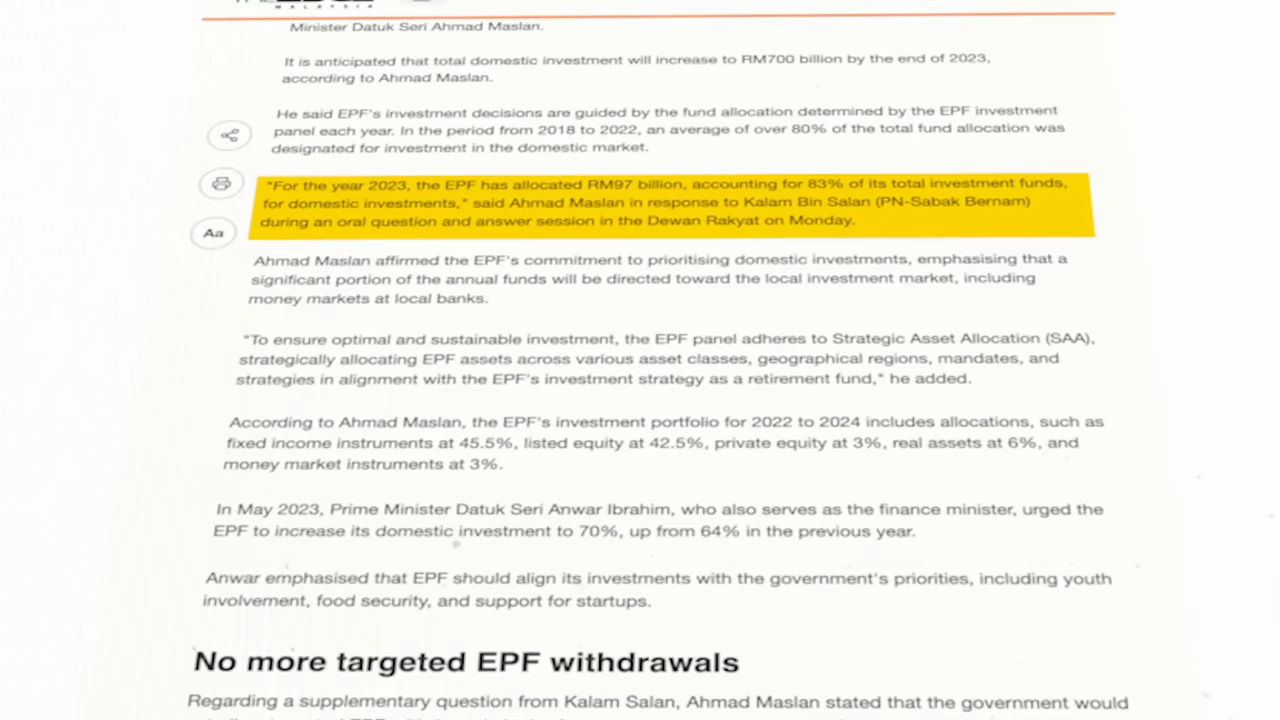 MALAYSIA
Minister Datuk Seri Ahmad Maslan.
It is anticipated that total domestic investment will increase to RM700 billion by the end of 2023,
according to Ahmad Maslan.
He said EPF's investment decisions are guided by the fund allocation determined by the EPF investment
panel each year. In the period from 2018 to 2022, an average of over 80% of the total fund allocation was
designated for investment in the domestic market.
"For the year 2023, the EPF has allocated RM97 billion, accounting for 83% of its total investment funds,
for domestic investments," said Ahmad Maslan in response to Kalam Bin Salan (PN-Sabak Bernam)
during an oral question and answer session in the Dewan Rakyat on Monday.
Aa
Ahmad Maslan affirmed the EPF's commitment to prioritising domestic investments, emphasising that a
significant portion of the annual funds will be directed toward the local investment market, including
money markets at local banks.
"To ensure optimal and sustainable investment, the EPF panel adheres to Strategic Asset Allocation (SAA),
strategically allocating EPF assets across various asset classes, geographical regions, mandates, and
strategies in alignment with the EPF's investment strategy as a retirement fund," he added.
According to Ahmad Maslan, the EPF's investment portfolio for 2022 to 2024 includes allocations, such as
fixed income instruments at 45.5%, listed equity at 42.5%, private equity at 3%, real assets at 6%, and
money market instruments at 3%.
In May 2023, Prime Minister Datuk Seri Anwar Ibrahim, who also serves as the finance minister, urged the
EPF to increase its domestic investment to 70%, up from 64% in the previous year.
Anwar emphasised that EPF should align its investments with the government's priorities, including youth
involvement, food security, and support for startups.
No more targeted EPF withdrawals
Regarding a supplementary question from Kalam Salan, Ahmad Maslan stated that the government would